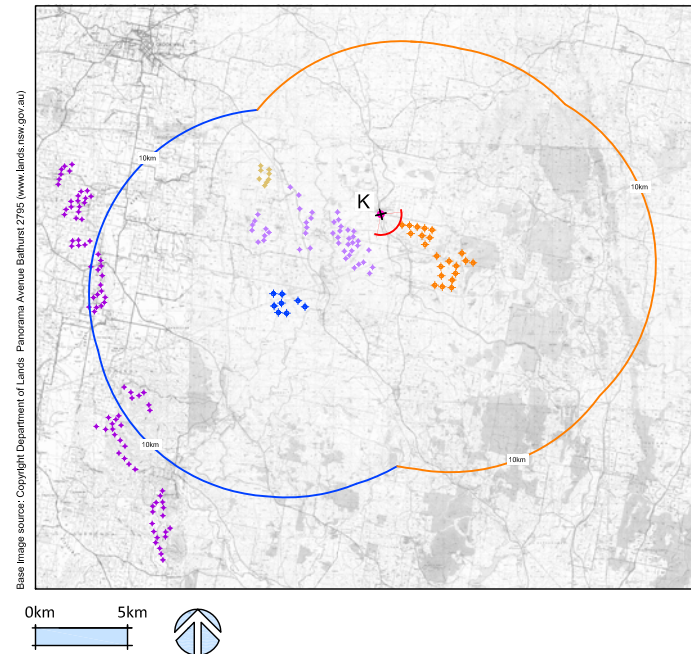 Base Image source: Copyright Department of Lands Panorama Avenue Bathurst 2795 (www.lands.nsw.gov.au)
10km
K
10km
10km
10km
0km 5km